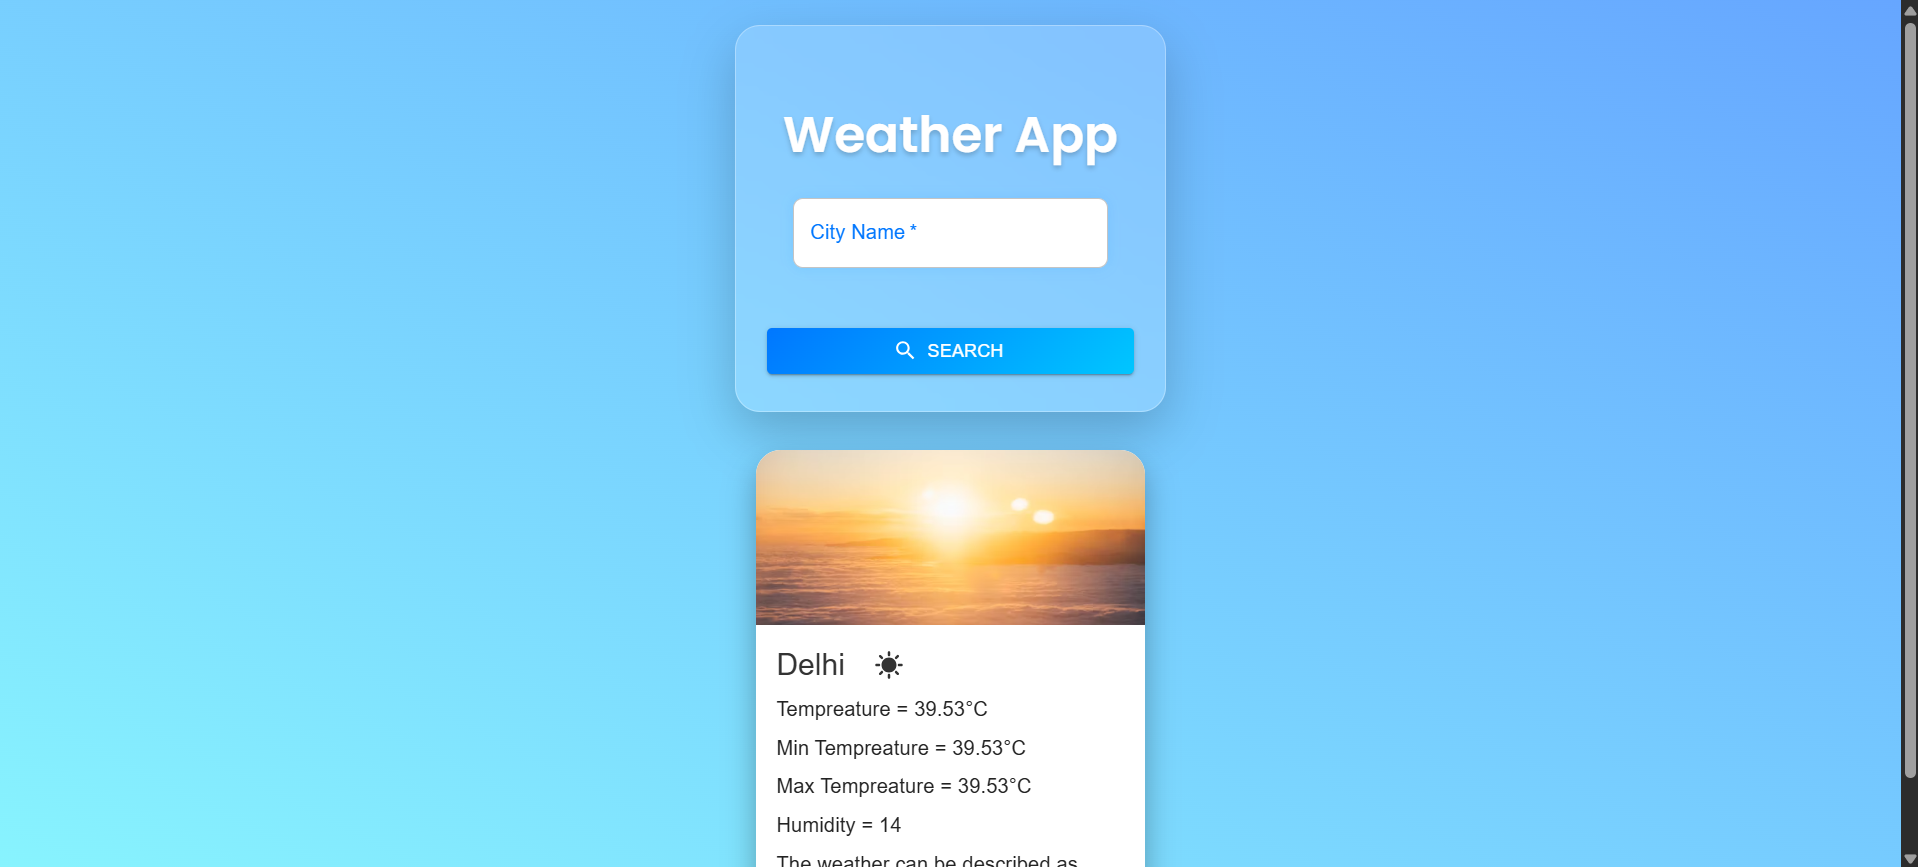 Weather App
City Name *
SEARCH
Delhi
Tempreature = 39.53°C
Min Tempreature = 39.53°C
Max Tempreature = 39.53°C
Humidity = 14
The weather can be described as